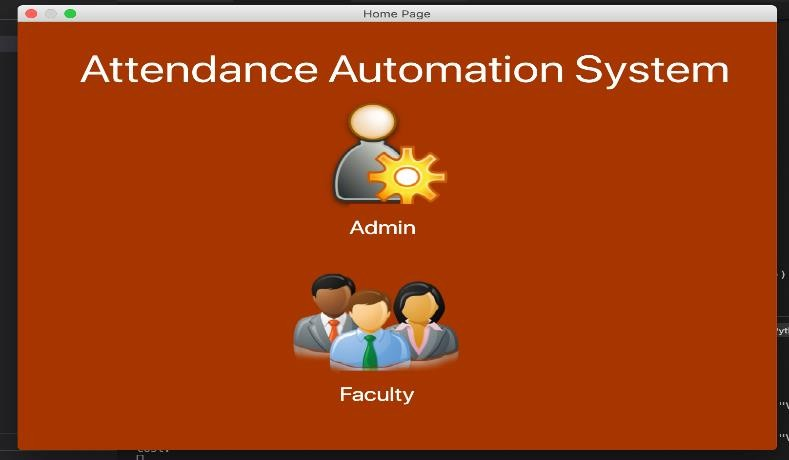 Home Page
Attendance Automation System
Admin
Faculty